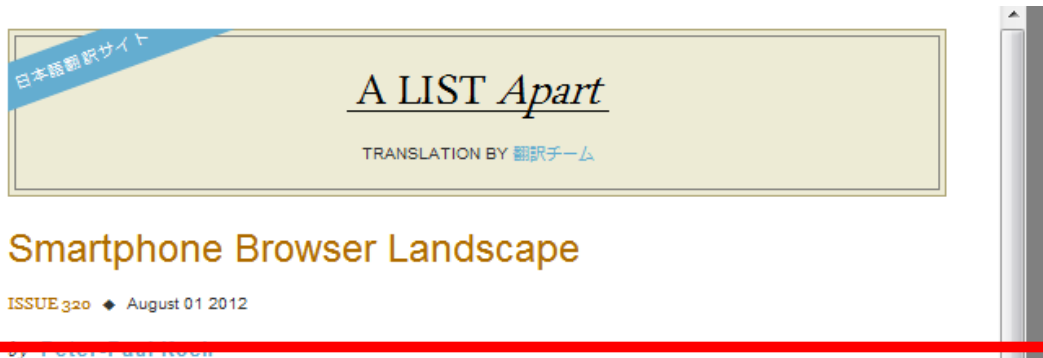 日本語翻訳サイト
A LIST Apart
TRANSLATION BY 翻訳チーム
Smartphone Browser Landscape
ISSUE 320 ◆ August 01 2012